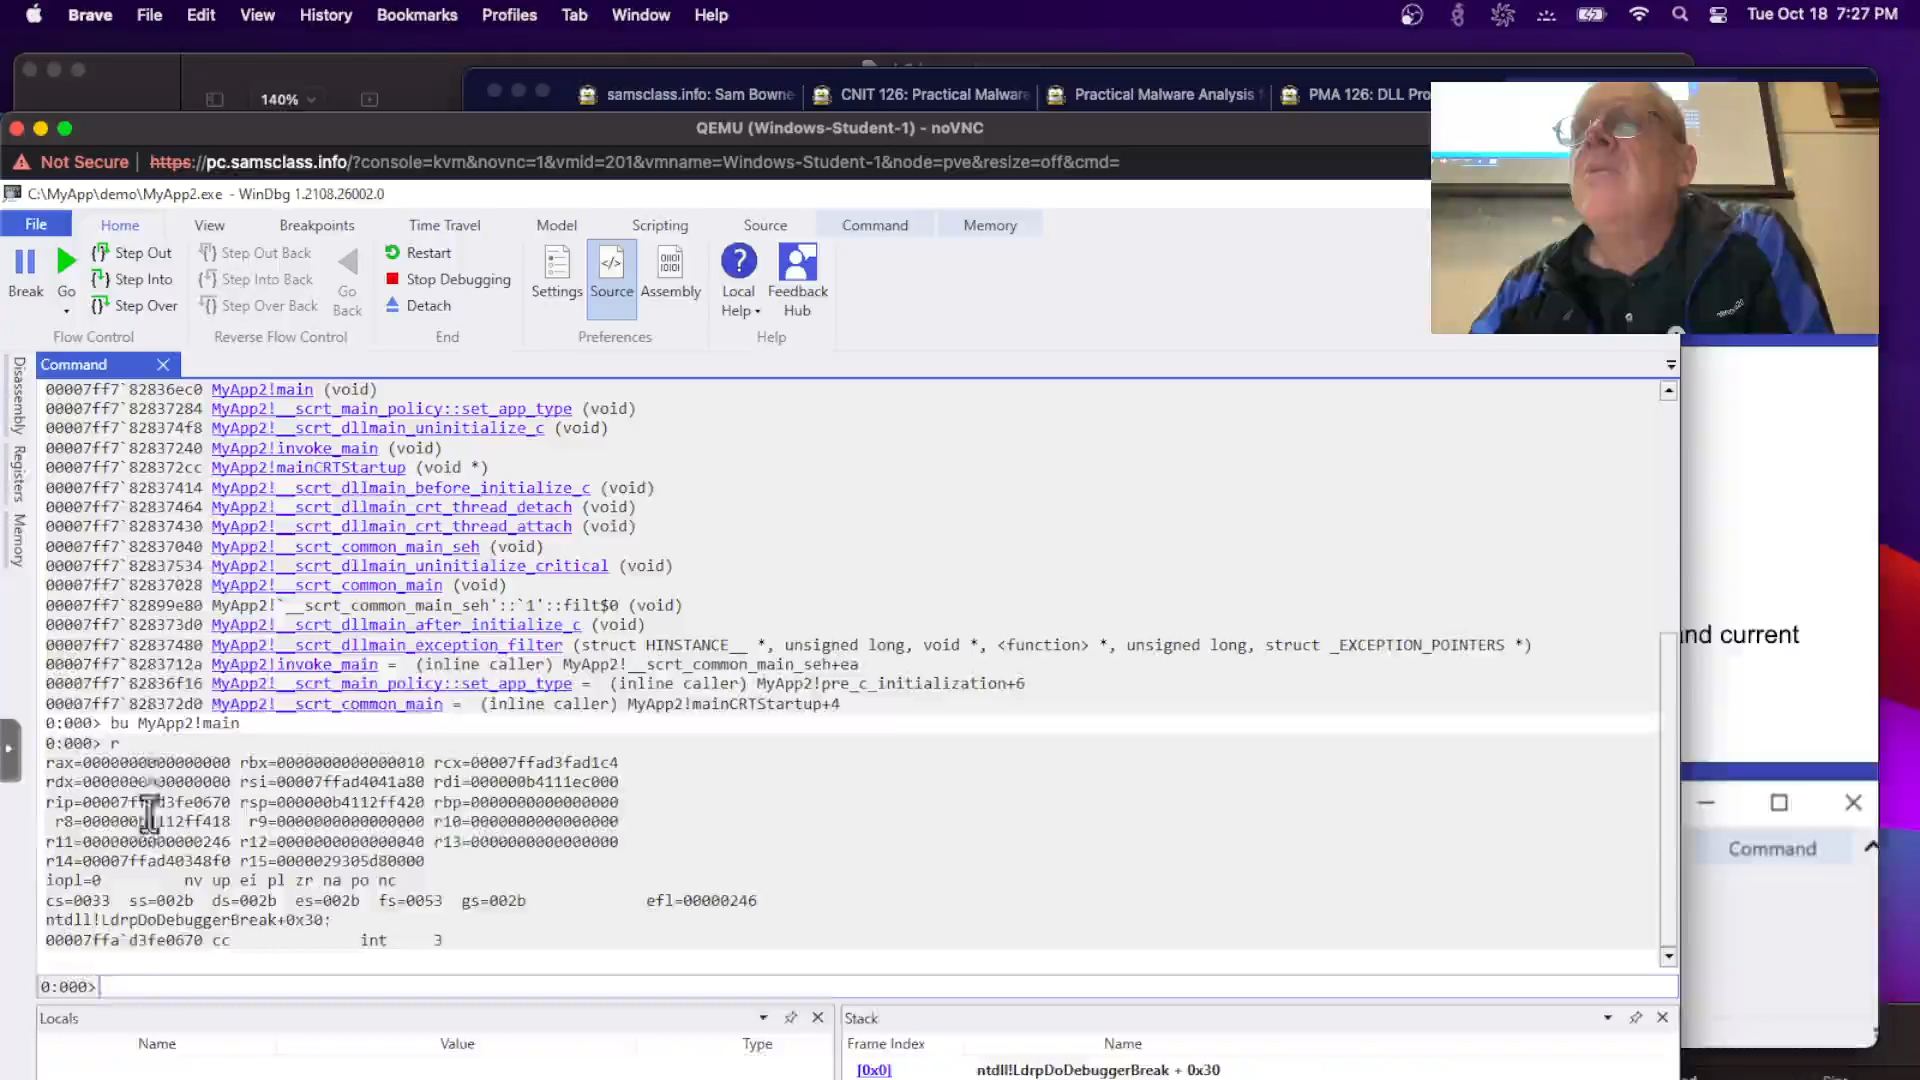 Brave File Edit View History Bookmarks Profiles Tab Window Help Tue Oct 18 7:27 PM
140%
samsclass.info: Sam Bowne
CNIT 126: Practical Malware
Practical Malware Analysis
PMA 126: DLL Pro
QEMU (Windows-Student-1) - noVNC
Not Secure | https://pc.samsclass.info/?console=kvm&novnc=1&vmid=201&vmname=Windows-Student-1&node=pve&resize=off&cmd=
C:\MyApp\demo\MyApp2.exe - WinDbg 1.2108.26002.0
File Home View Breakpoints Time Travel Model Scripting Source Command Memory
Break
Go
Step Out
Step Into
Step Over
Flow Control
Step Out Back
Step Into Back
Step Over Back
Go Back
Reverse Flow Control
Restart
Stop Debugging
Detach
End
Settings
Source
Assembly
Preferences
Local Help
Feedback Hub
Help
Disassembly
Registers
Memory
Command
00007ff7`82836ec0 MyApp2!main (void)
00007ff7`82837284 MyApp2!__scrt_main_policy::set_app_type (void)
00007ff7`828374f8 MyApp2!__scrt_dllmain_uninitialize_c (void)
00007ff7`82837240 MyApp2!invoke_main (void)
00007ff7`828372cc MyApp2!mainCRTStartup (void *)
00007ff7`82837414 MyApp2!__scrt_dllmain_before_initialize_c (void)
00007ff7`82837464 MyApp2!__scrt_dllmain_crt_thread_detach (void)
00007ff7`82837430 MyApp2!__scrt_dllmain_crt_thread_attach (void)
00007ff7`82837040 MyApp2!__scrt_common_main_seh (void)
00007ff7`82837534 MyApp2!__scrt_dllmain_uninitialize_critical (void)
00007ff7`82837028 MyApp2!__scrt_common_main (void)
00007ff7`82899e80 MyApp2!`__scrt_common_main_seh'::`1'::filt$0 (void)
00007ff7`828373d0 MyApp2!__scrt_dllmain_after_initialize_c (void)
00007ff7`82837480 MyApp2!__scrt_dllmain_exception_filter (struct HINSTANCE__ *, unsigned long, void *, <function> *, unsigned long, struct _EXCEPTION_POINTERS *)
00007ff7`8283712a MyApp2!invoke_main = (inline caller) MyApp2!__scrt_common_main_seh+ea
00007ff7`82836f16 MyApp2!__scrt_main_policy::set_app_type = (inline caller) MyApp2!pre_c_initialization+6
00007ff7`828372d0 MyApp2!__scrt_common_main = (inline caller) MyApp2!mainCRTStartup+4
0:000> bu MyApp2!main
0:000> r
rax=0000000000000000 rbx=0000000000000010 rcx=00007ffad3fad1c4
rdx=0000000000000000 rsi=00007ffad4041a80 rdi=000000b4111ec000
rsp=000000b4112ff420 rbp=0000000000000000
r9=0000000000000000 r10=0000000000000000
r11=0000000000000246 r12=0000000000000040 r13=0000000000000000
r14=00007ffad40348f0 r15=0000029305d80000
iopl=0 nv up ei pl zr na po nc
cs=0033 ss=002b ds=002b es=002b fs=0053 gs=002b efl=00000246
ntdll!LdrpDoDebuggerBreak+0x30:
00007ffa`d3fe0670 cc int 3
0:000>
Locals
Name Value Type
Stack
Frame Index Name
[0x0] ntdll!LdrpDoDebuggerBreak + 0x30
nd current
Command